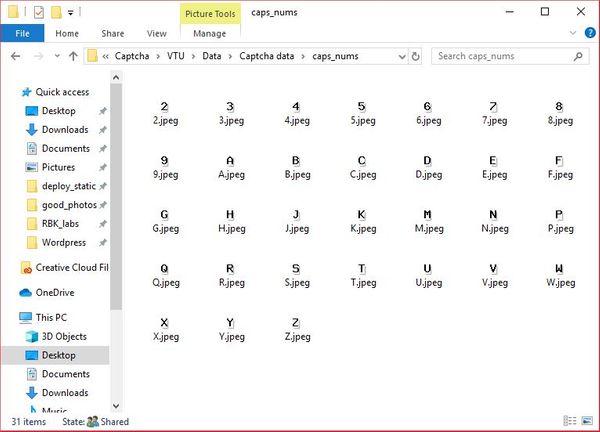 Picture Tools caps_nums
File Home Share View Manage
« Captcha > VTU > Data > Captcha data > caps_nums Search caps_nums
Quick access
Desktop
Downloads
Documents
Pictures
deploy_static
good_photos
RBK_labs
Wordpress
Creative Cloud Fil
OneDrive
This PC
3D Objects
Desktop
Documents
Downloads
Music
2 3 4 5 6 7 8
2.jpeg 3.jpeg 4.jpeg 5.jpeg 6.jpeg 7.jpeg 8.jpeg
9 A B C D E F
9.jpeg A.jpeg B.jpeg C.jpeg D.jpeg E.jpeg F.jpeg
G H J K M N P
G.jpeg H.jpeg J.jpeg K.jpeg M.jpeg N.jpeg P.jpeg
Q R S T U V W
Q.jpeg R.jpeg S.jpeg T.jpeg U.jpeg V.jpeg W.jpeg
X Y Z
X.jpeg Y.jpeg Z.jpeg
31 items State: Shared